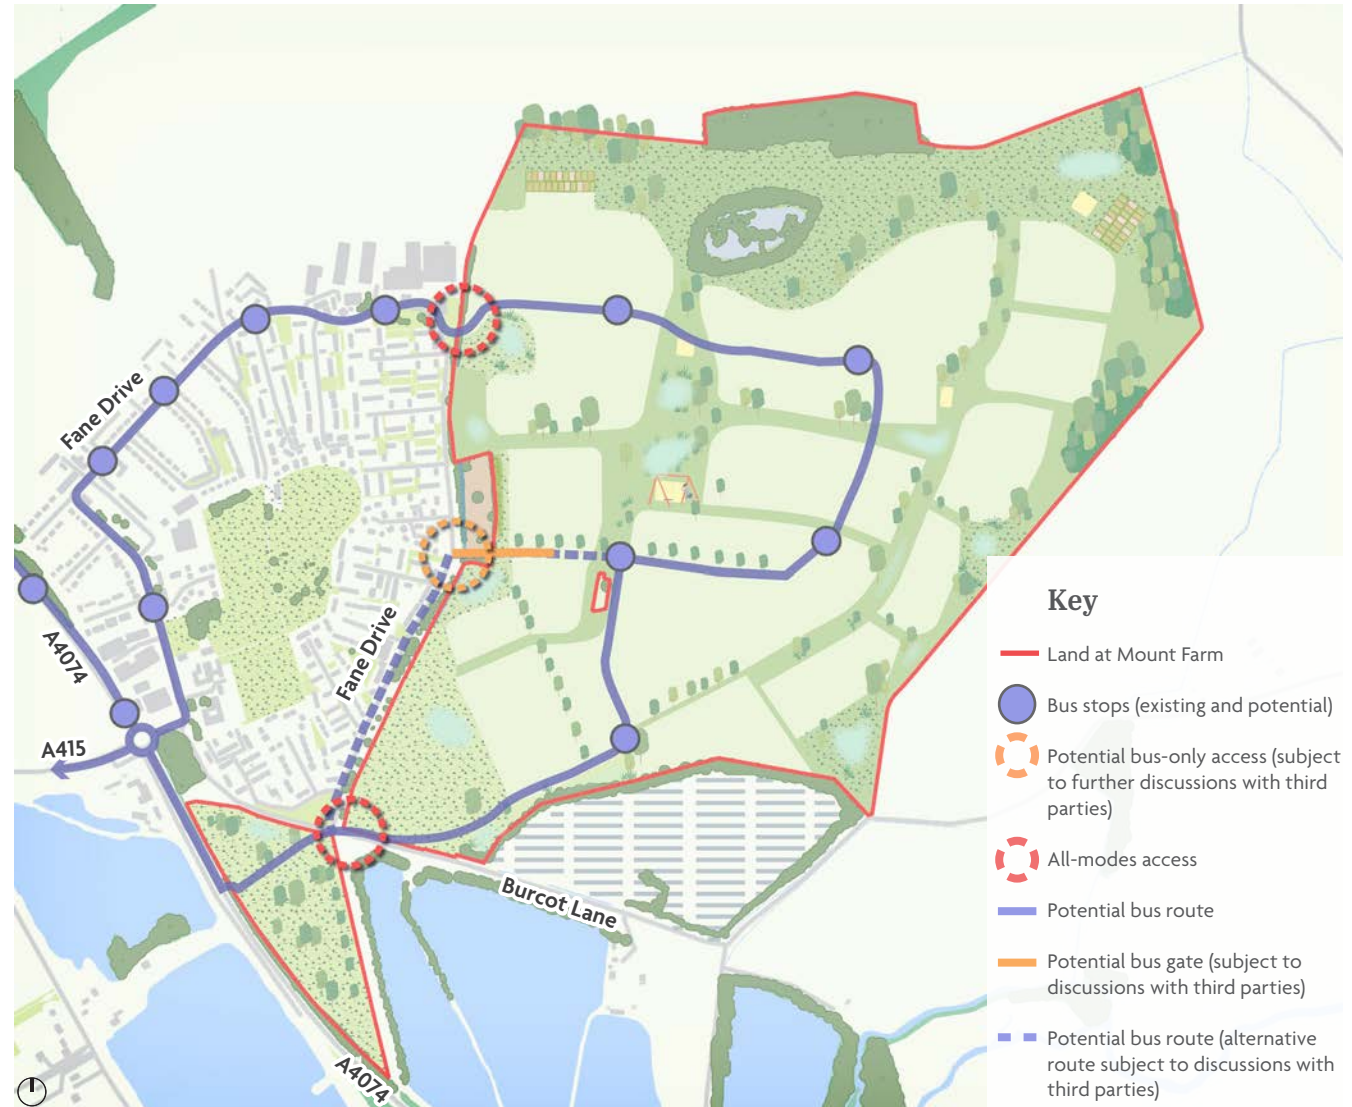 Fane Drive
A4074
A415
Fane Drive
Burcot Lane
A4074
Key
Land at Mount Farm
Bus stops (existing and potential)
Potential bus-only access (subject
to further discussions with third
parties)
All-modes access
Potential bus route
Potential bus gate (subject to
discussions with third parties)
Potential bus route (alternative
route subject to discussions with
third parties)